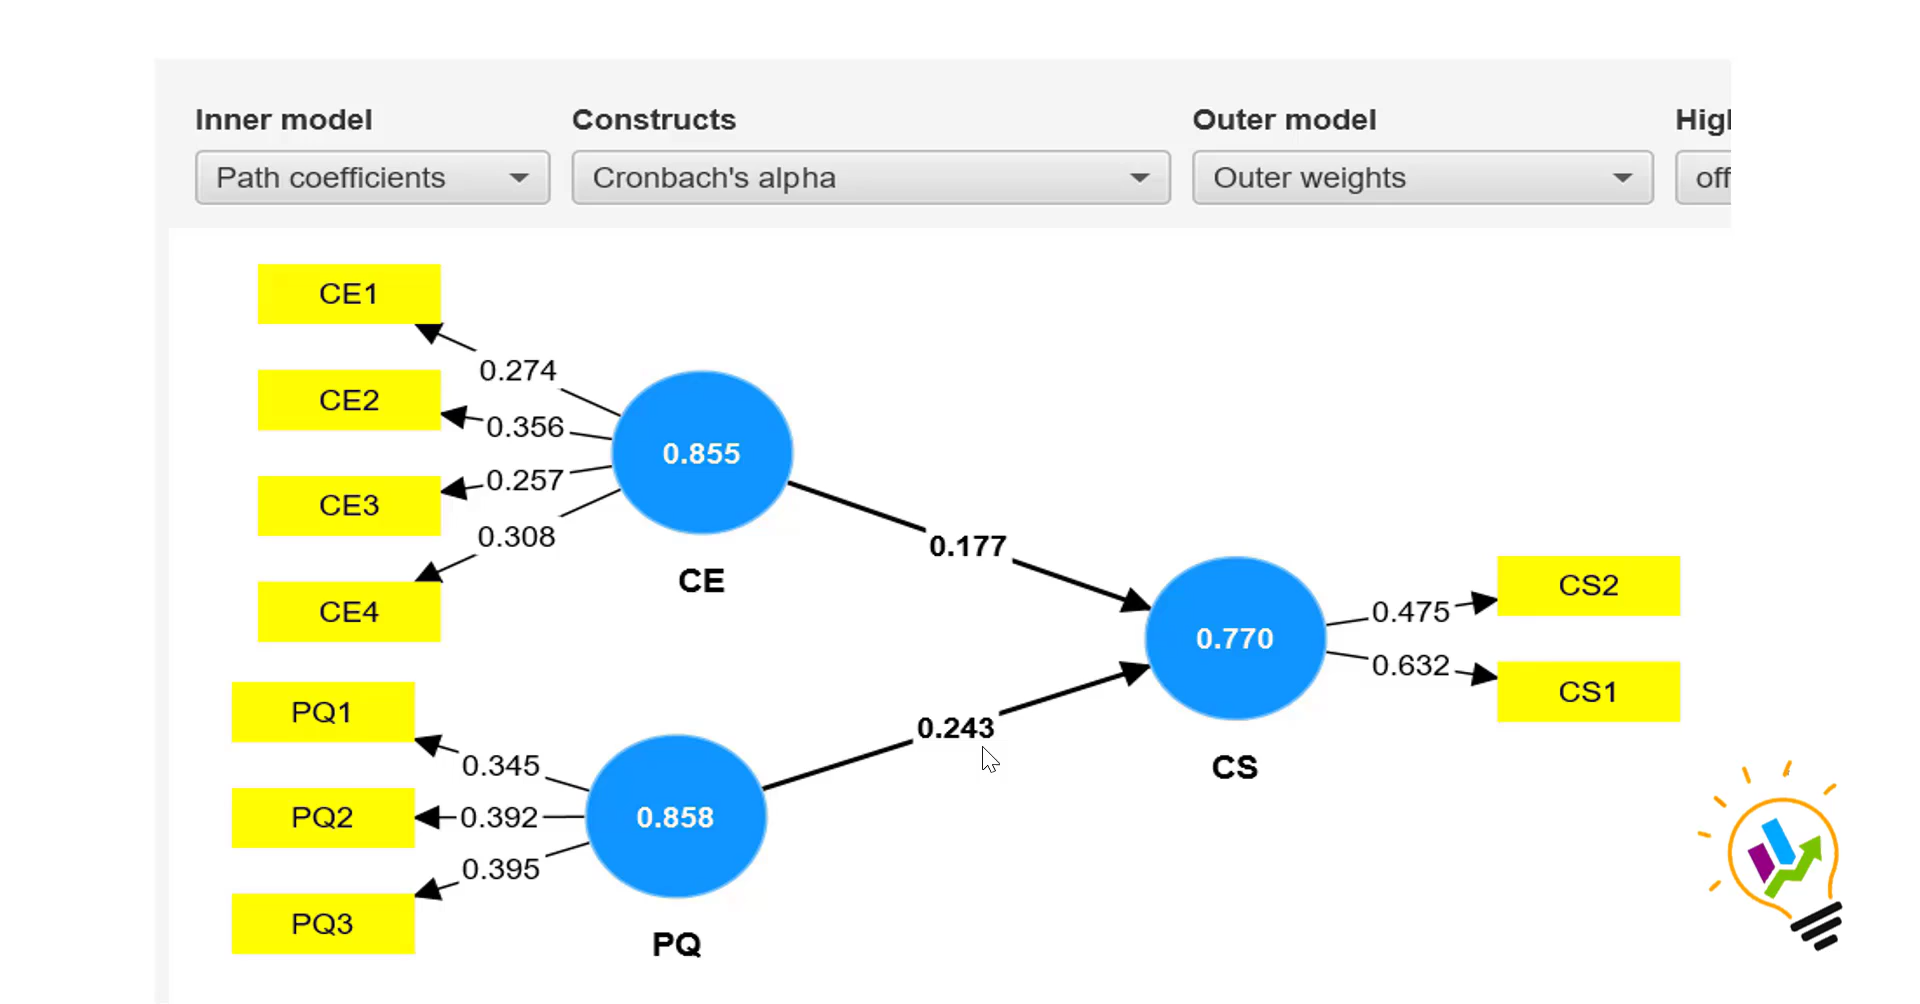 Inner model
Constructs
Outer model
Higl
Path coefficients
Cronbach's alpha
Outer weights
off
CE1
0.274
CE2
0.356
0.855
0.257
CE3
0.308
CE
CE4
0.177
CS2
0.475
0.770
0.632
CS1
CS
PQ1
0.243
0.345
PQ2
0.392
0.858
0.395
PQ3
PQ